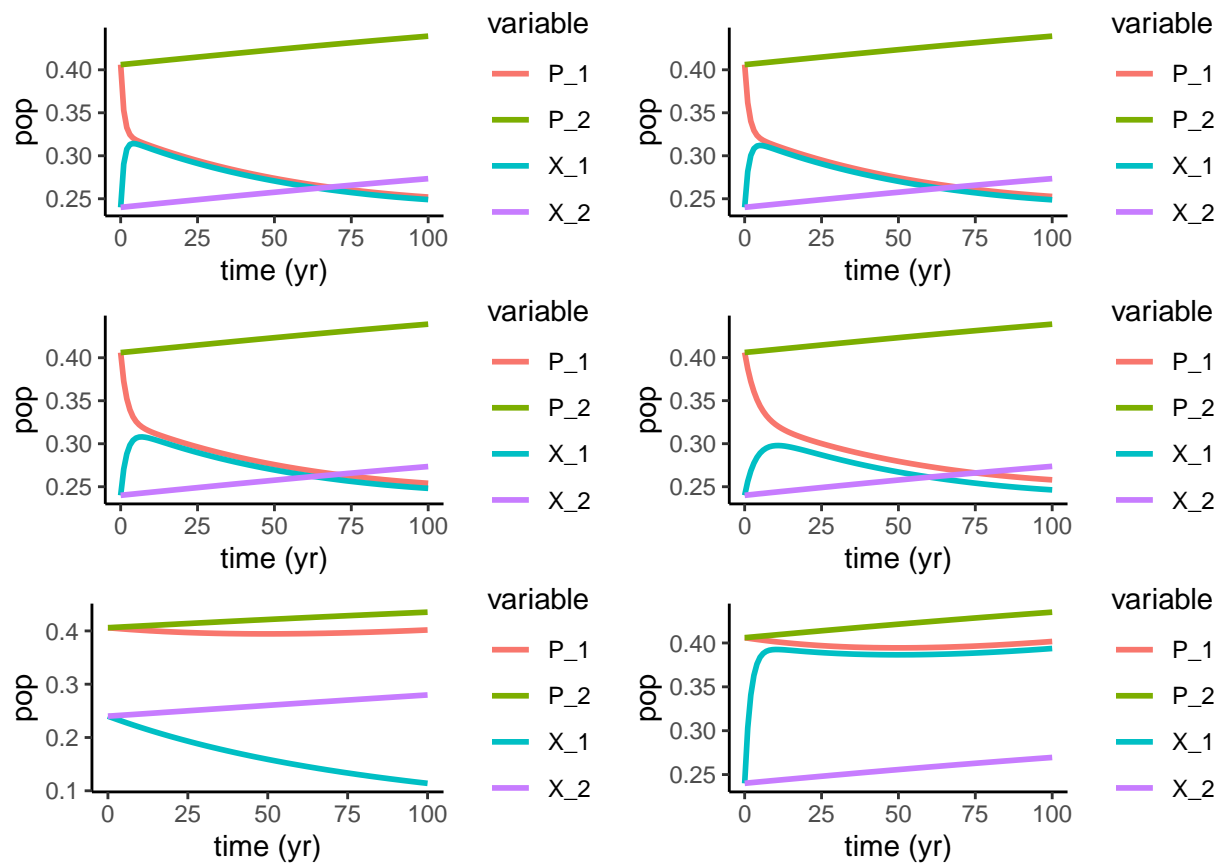 variable
pop
0.40
0.35
0.30
0.25
0 25 50 75 100
time (yr)
P_1
P_2
X_1
X_2
variable
pop
0.40
0.35
0.30
0.25
0 25 50 75 100
time (yr)
P_1
P_2
X_1
X_2
variable
pop
0.40
0.35
0.30
0.25
0 25 50 75 100
time (yr)
P_1
P_2
X_1
X_2
variable
pop
0.40
0.35
0.30
0.25
0 25 50 75 100
time (yr)
P_1
P_2
X_1
X_2
variable
pop
0.4
0.3
0.2
0.1
0 25 50 75 100
time (yr)
P_1
P_2
X_1
X_2
variable
pop
0.40
0.35
0.30
0.25
0 25 50 75 100
time (yr)
P_1
P_2
X_1
X_2